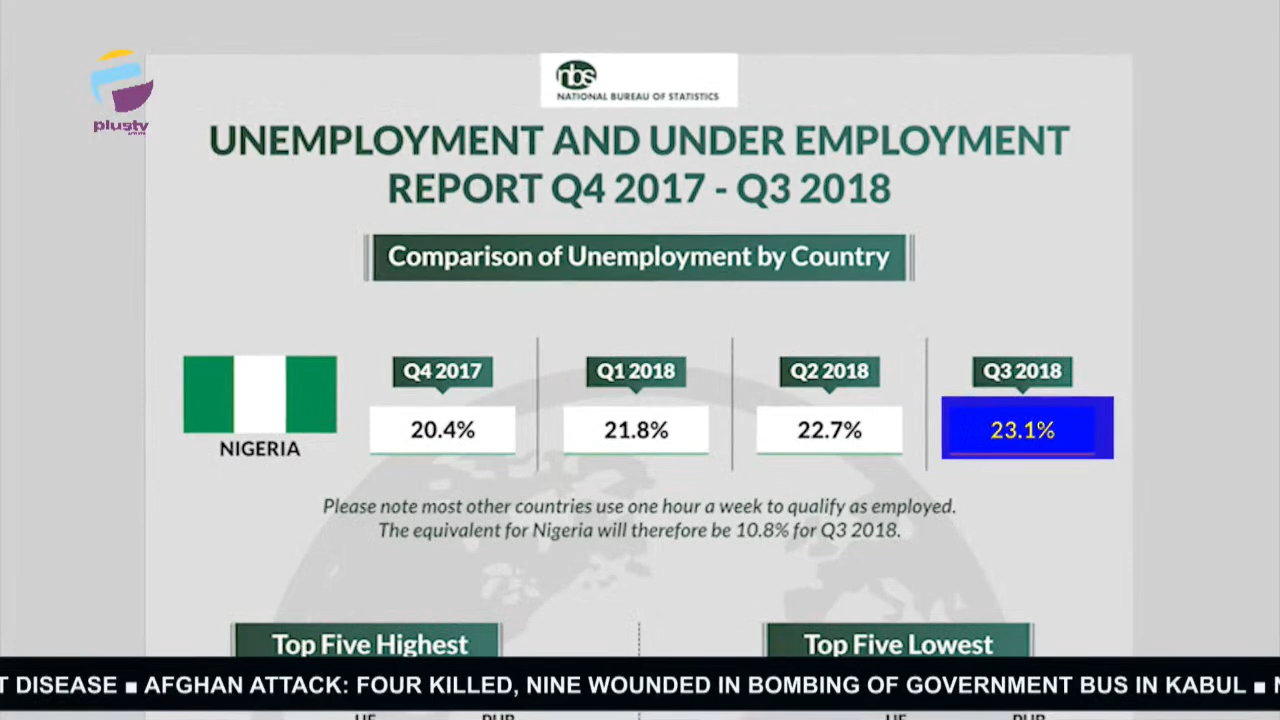 nbs
NATIONAL BUREAU OF STATISTICS
plustv
UNEMPLOYMENT AND UNDER EMPLOYMENT
REPORT Q4 2017 - Q3 2018
Comparison of Unemployment by Country
Q4 2017 Q1 2018 Q2 2018 Q3 2018
20.4% 21.8% 22.7% 23.1%
NIGERIA
Please note most other countries use one hour a week to qualify as employed.
The equivalent for Nigeria will therefore be 10.8% for Q3 2018.
Top Five Highest Top Five Lowest
T DISEASE ■ AFGHAN ATTACK: FOUR KILLED, NINE WOUNDED IN BOMBING OF GOVERNMENT BUS IN KABUL ■